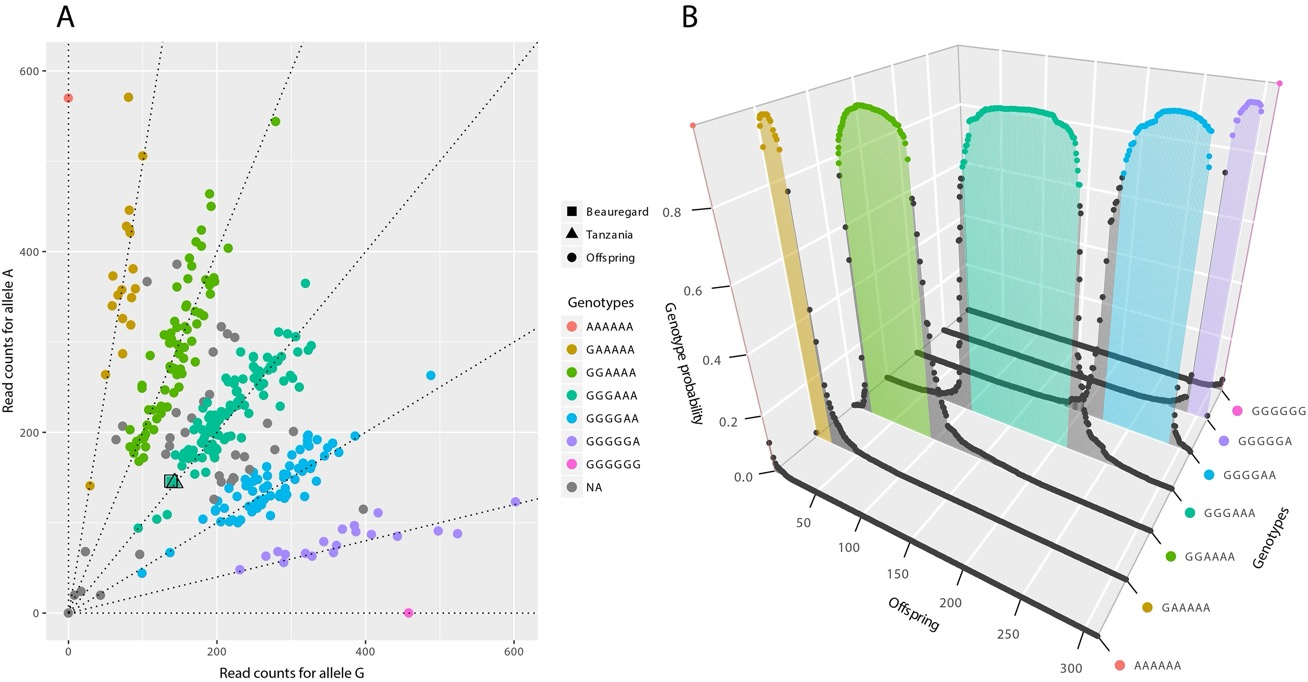 A
Read counts for allele A
600
400
200
0
0
200
400
600
Read counts for allele G
Beauregard
Tanzania
Offspring
Genotypes
AAAAAA
GAAAAA
GGAAAA
GGGAAA
GGGGAA
GGGGGA
GGGGGG
NA
B
Genotype probability
0.8
0.6
0.4
0.2
0.0
50
100
150
200
250
300
Offspring
Genotypes
GGGGGG
GGGGGA
GGGGAA
GGGAAA
GGAAAA
GAAAAA
AAAAAA